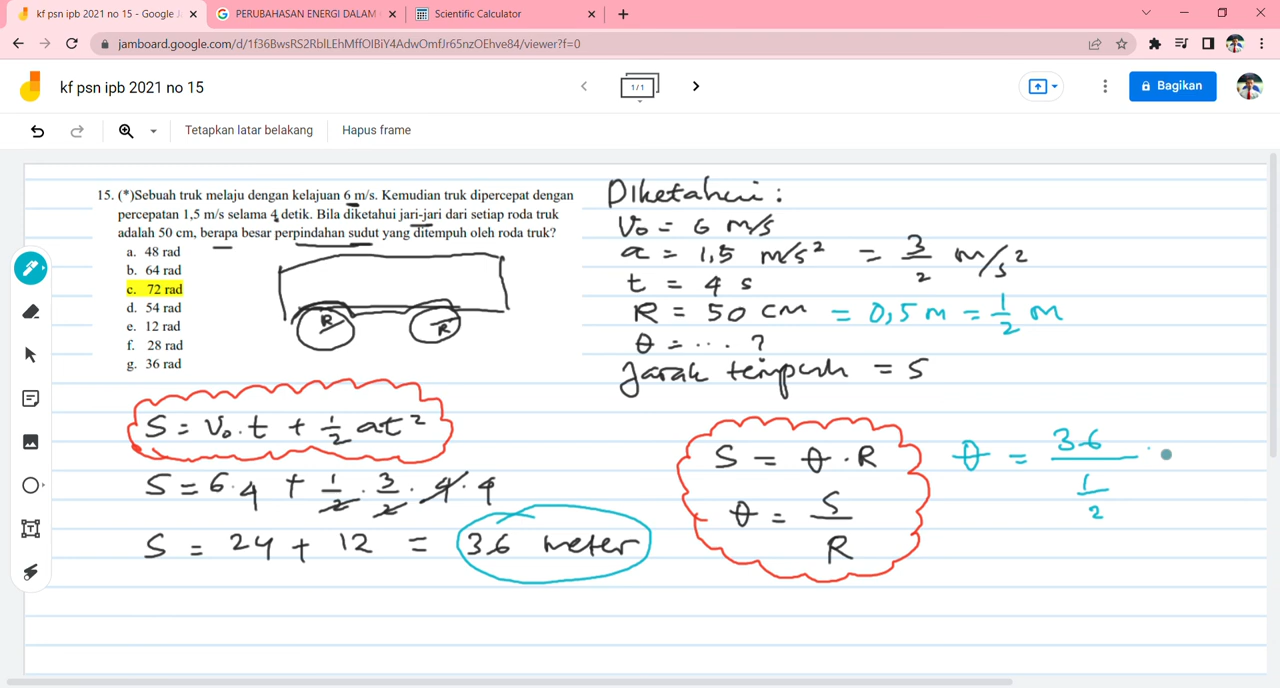 kf psn ipb 2021 no 15 - Google J
PERUBAHASAN ENERGI DALAM
Scientific Calculator
jamboard.google.com/d/1f36BwsRS2RblLEhMffOIBiY4AdwOmfJr65nzOEhve84/viewer?f=0
kf psn ipb 2021 no 15
1/1
Bagikan
Tetapkan latar belakang
Hapus frame
15. (*)Sebuah truk melaju dengan kelajuan 6 m/s. Kemudian truk dipercepat dengan
percepatan 1,5 m/s selama 4 detik. Bila diketahui jari-jari dari setiap roda truk
adalah 50 cm, berapa besar perpindahan sudut yang ditempuh oleh roda truk?
a. 48 rad
b. 64 rad
c. 72 rad
d. 54 rad
e. 12 rad
f. 28 rad
g. 36 rad
R
R
Diketahui :
V₀ = 6 m/s
a = 1,5 m/s² = 3/2 m/s²
t = 4 s
R = 50 cm = 0,5 m = 1/2 m
θ = ... ?
Jarak tempuh = S
S = V₀ . t + 1/2 at²
S = 6 . 4 + 1/2 . 3/2 . 4 . 4
S = 24 + 12 = 36 meter
S = θ . R
θ = S/R
θ = 36/(1/2) .